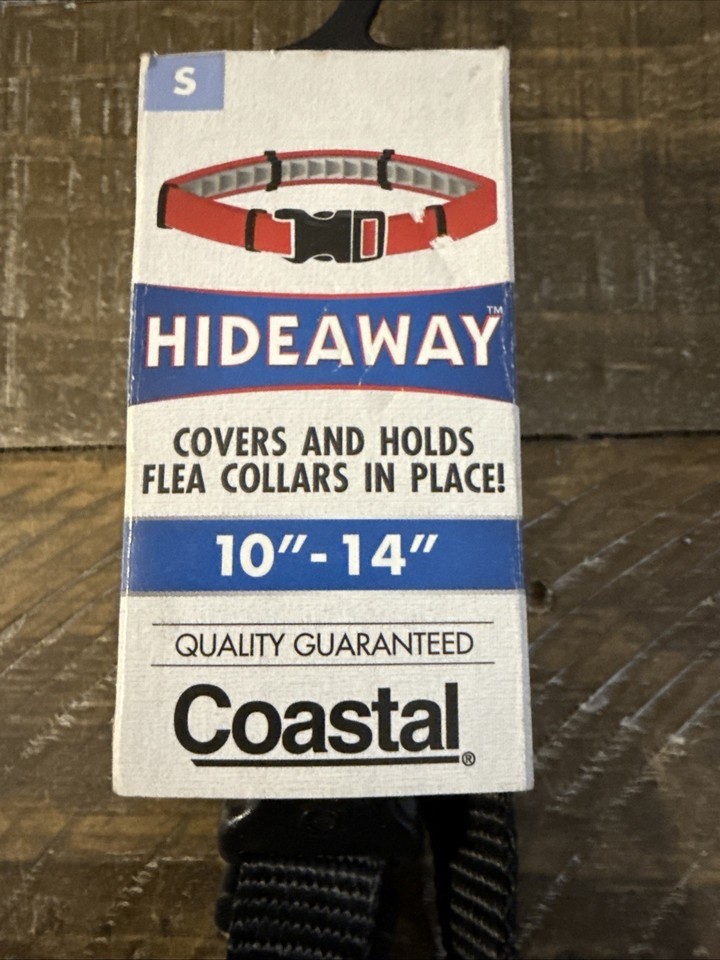 S
HIDEAWAY™
COVERS AND HOLDS
FLEA COLLARS IN PLACE!
10"-14"
QUALITY GUARANTEED
Coastal®